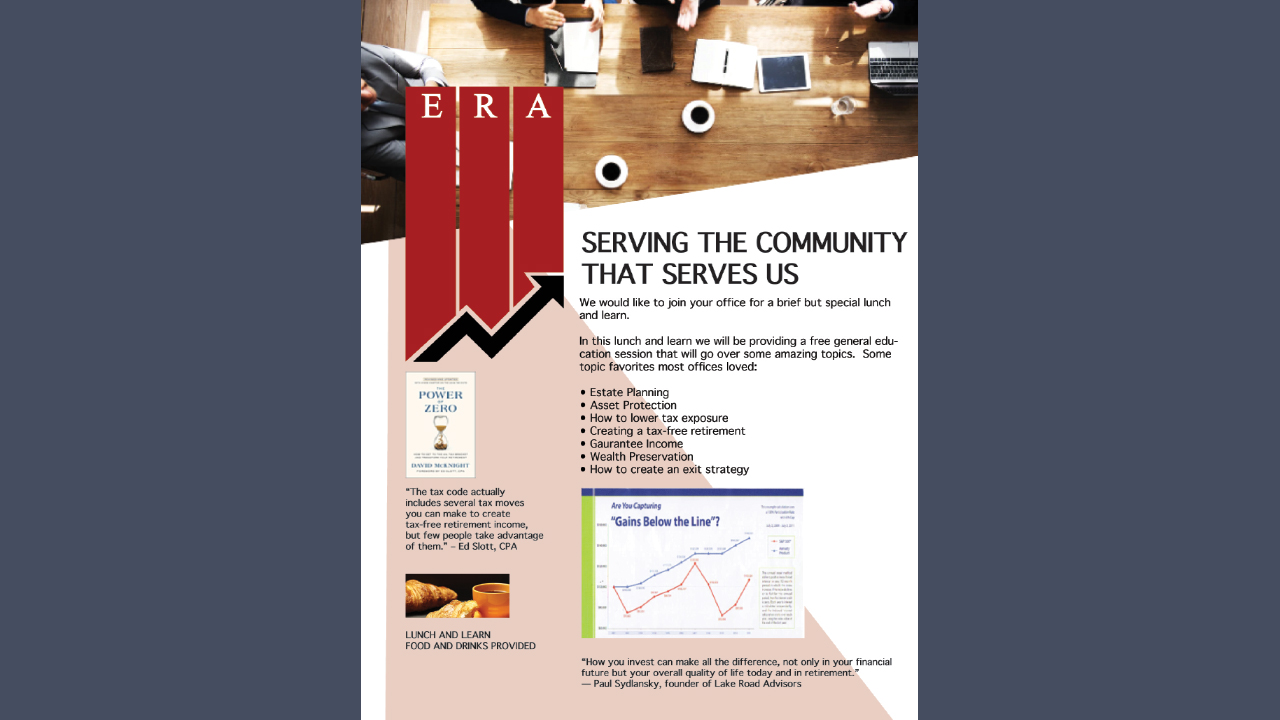 E R A
SERVING THE COMMUNITY
THAT SERVES US
We would like to join your office for a brief but special lunch
and learn.
In this lunch and learn we will be providing a free general edu-
cation session that will go over some amazing topics. Some
topic favorites most offices loved:
• Estate Planning
• Asset Protection
• How to lower tax exposure
• Creating a tax-free retirement
• Gaurantee Income
• Wealth Preservation
• How to create an exit strategy
THE
POWER
OF
ZERO
DAVID McKNIGHT
"The tax code actually
includes several tax moves
you can make to create
tax-free retirement income,
but few people take advantage
of them." – Ed Slott, CPA
LUNCH AND LEARN
FOOD AND DRINKS PROVIDED
Are You Capturing
"Gains Below the Line"?
"How you invest can make all the difference, not only in your financial
future but your overall quality of life today and in retirement."
— Paul Sydlansky, founder of Lake Road Advisors